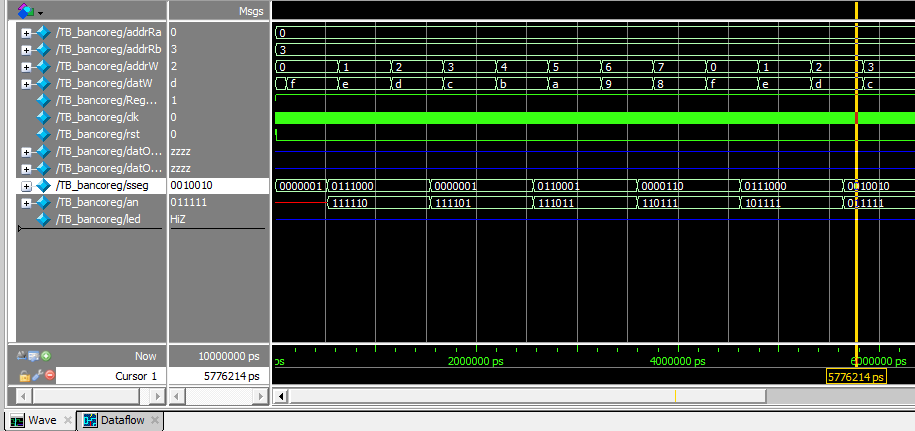 Msgs
/TB_bancoreg/addrRa 0 0
/TB_bancoreg/addrRb 3 3
/TB_bancoreg/addrW 2 0 1 2 3 4 5 6 7 0 1 2 3
/TB_bancoreg/datW d f e d c b a 9 8 f e d c
/TB_bancoreg/Reg... 1
/TB_bancoreg/clk 0
/TB_bancoreg/rst 0
/TB_bancoreg/datO... zzzz
/TB_bancoreg/datO... zzzz
/TB_bancoreg/sseg 0010010 0000001 0111000 0000001 0110001 0000110 0111000 0010010
/TB_bancoreg/an 011111 111110 111101 111011 110111 101111 011111
/TB_bancoreg/led HiZ
Now 10000000 ps ps 2000000 ps 4000000 ps 6000000 ps
Cursor 1 5776214 ps 5776214 ps
Wave Dataflow